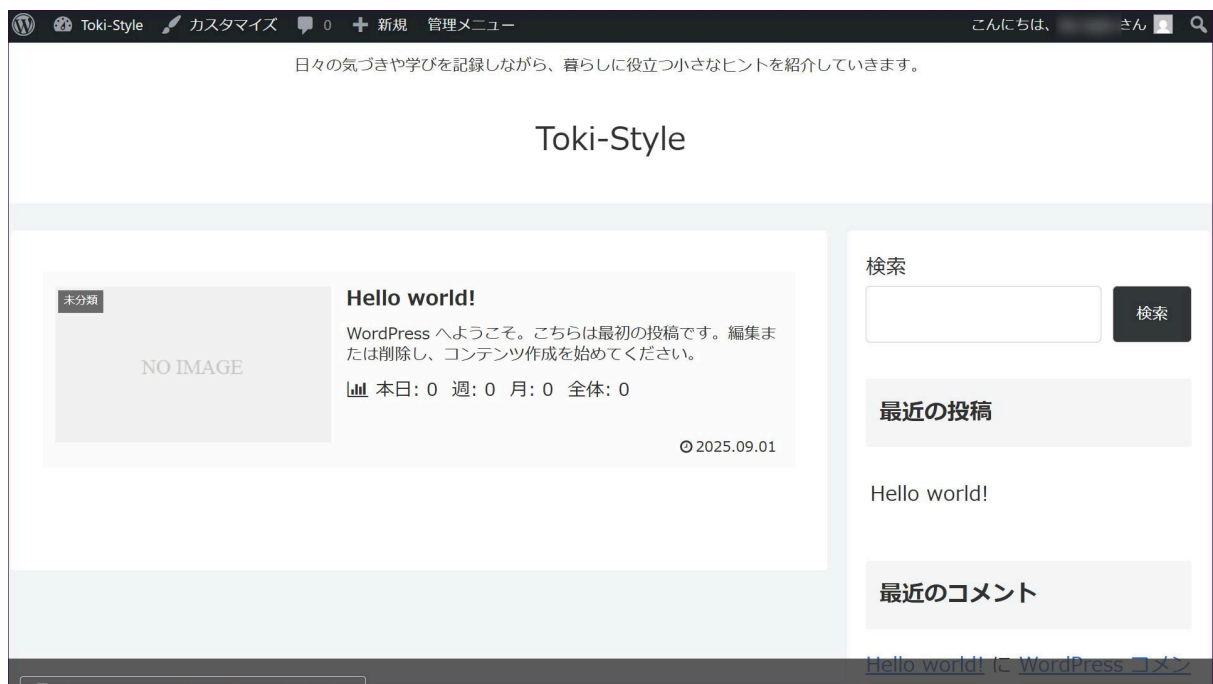 Toki-Style カスタマイズ 0 新規 管理メニュー こんにちは、 さん
日々の気づきや学びを記録しながら、暮らしに役立つ小さなヒントを紹介していきます。
Toki-Style
未分類
NO IMAGE
Hello world!
WordPress へようこそ。こちらは最初の投稿です。編集ま
たは削除し、コンテンツ作成を始めてください。
本日: 0 週: 0 月: 0 全体: 0
2025.09.01
検索
検索
最近の投稿
Hello world!
最近のコメント
Hello world! に WordPress コメン